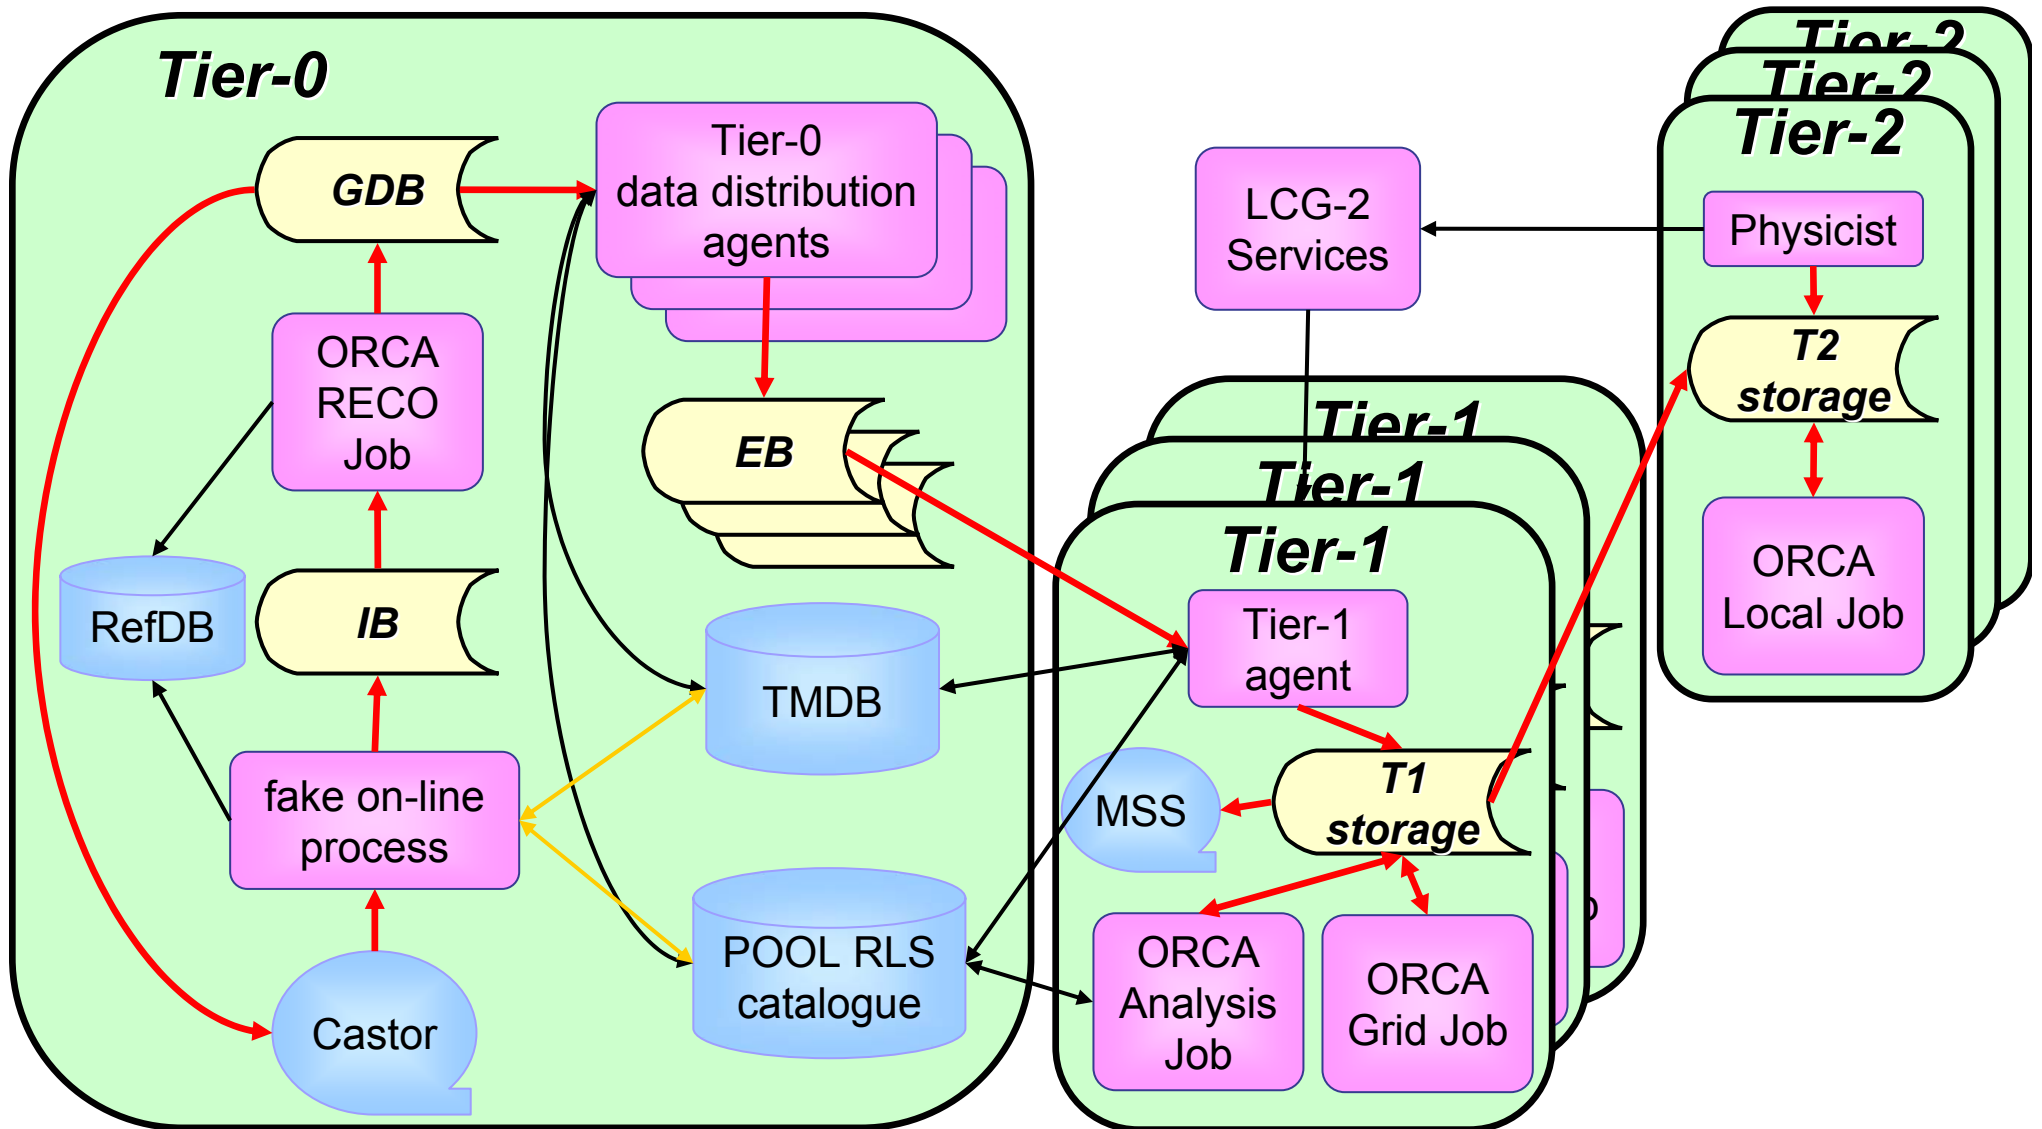 Tier-0
GDB
Tier-0
data distribution
agents
ORCA
RECO
Job
EB
RefDB
IB
TMDB
fake on-line
process
POOL RLS
catalogue
Castor
LCG-2
Services
Tier-1
Tier-1
Tier-1
Tier-1
agent
MSS
T1
storage
ORCA
Analysis
Job
ORCA
Grid Job
Tier-2
Tier-2
Tier-2
Physicist
T2
storage
ORCA
Local Job